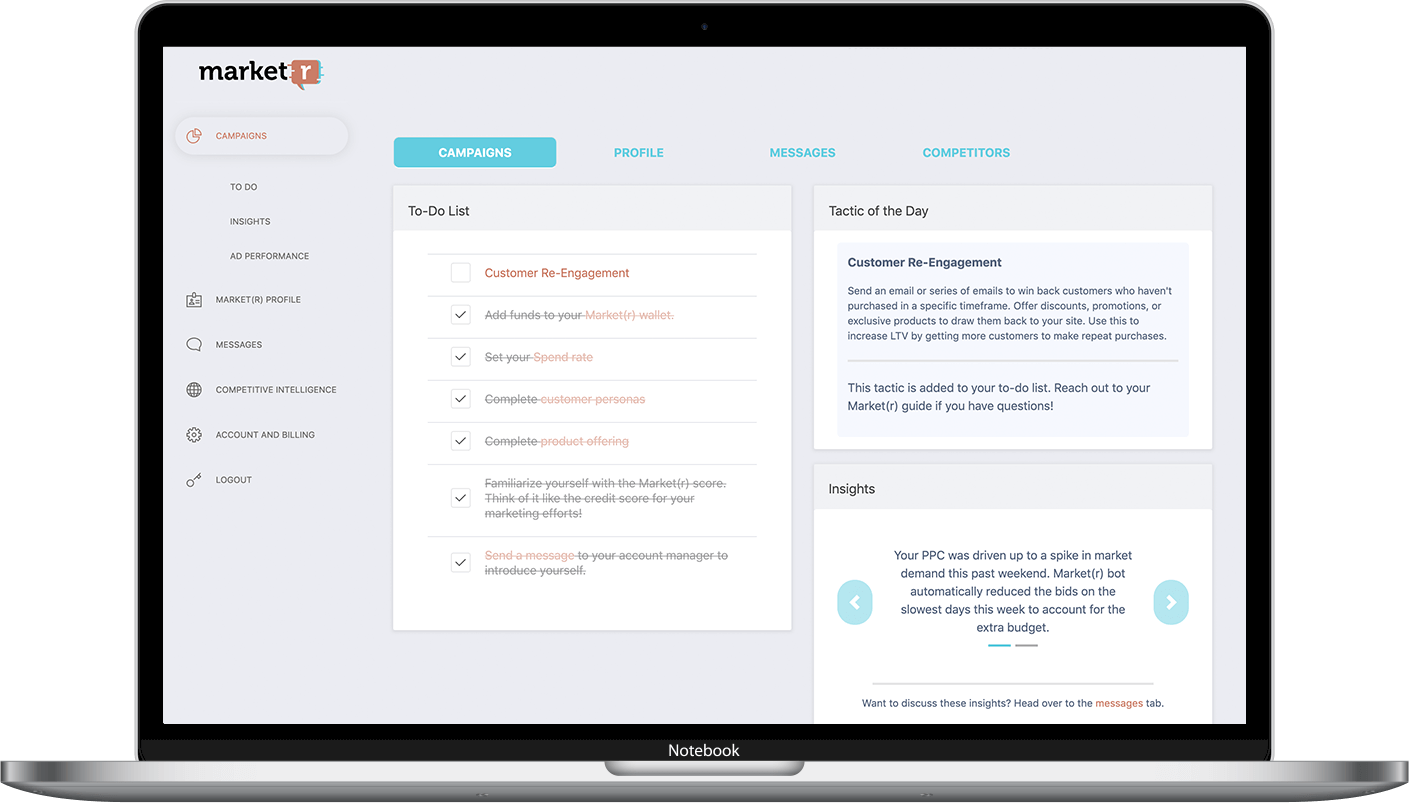 market r
CAMPAIGNS
TO DO
INSIGHTS
AD PERFORMANCE
MARKET(R) PROFILE
MESSAGES
COMPETITIVE INTELLIGENCE
ACCOUNT AND BILLING
LOGOUT
CAMPAIGNS
PROFILE
MESSAGES
COMPETITORS
To-Do List
Customer Re-Engagement
Add funds to your Market(r) wallet.
Set your Spend rate
Complete customer personas
Complete product offering
Familiarize yourself with the Market(r) score.
Think of it like the credit score for your
marketing efforts!
Send a message to your account manager to
introduce yourself.
Tactic of the Day
Customer Re-Engagement
Send an email or series of emails to win back customers who haven't
purchased in a specific timeframe. Offer discounts, promotions, or
exclusive products to draw them back to your site. Use this to
increase LTV by getting more customers to make repeat purchases.
This tactic is added to your to-do list. Reach out to your
Market(r) guide if you have questions!
Insights
Your PPC was driven up to a spike in market
demand this past weekend. Market(r) bot
automatically reduced the bids on the
slowest days this week to account for the
extra budget.
Want to discuss these insights? Head over to the messages tab.
Notebook